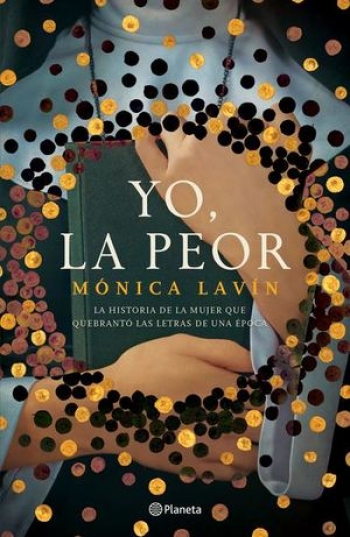 YO,
LA PEOR
MÓNICA LAVÍN
LA HISTORIA DE LA MUJER QUE
QUEBRANTÓ LAS LETRAS DE UNA ÉPOCA
Planeta